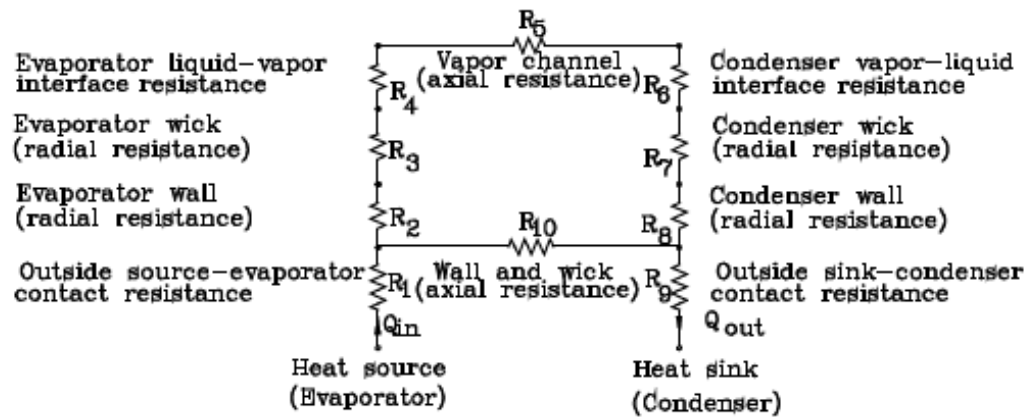 R5
Evaporator liquid-vapor
interface resistance
R4
Vapor channel
(axial resistance)
R6
Condenser vapor-liquid
interface resistance
Evaporator wick
(radial resistance)
R3
R7
Condenser wick
(radial resistance)
Evaporator wall
(radial resistance)
R2
R10
R8
Condenser wall
(radial resistance)
Outside source-evaporator
contact resistance
R1
Wall and wick
(axial resistance)
R9
Outside sink-condenser
contact resistance
Qin
Qout
Heat source
(Evaporator)
Heat sink
(Condenser)